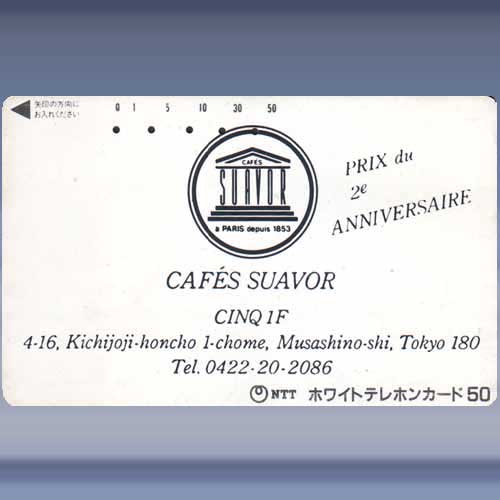 矢印の方向に
お入れください
0 1 5 10 30 50
CAFÉS
SUAVOR
à PARIS depuis 1853
PRIX du
2e
ANNIVERSAIRE
CAFÉS SUAVOR
CINQ 1F
4-16, Kichijoji-honcho 1-chome, Musashino-shi, Tokyo 180
Tel. 0422-20-2086
NTT ホワイトテレホンカード50